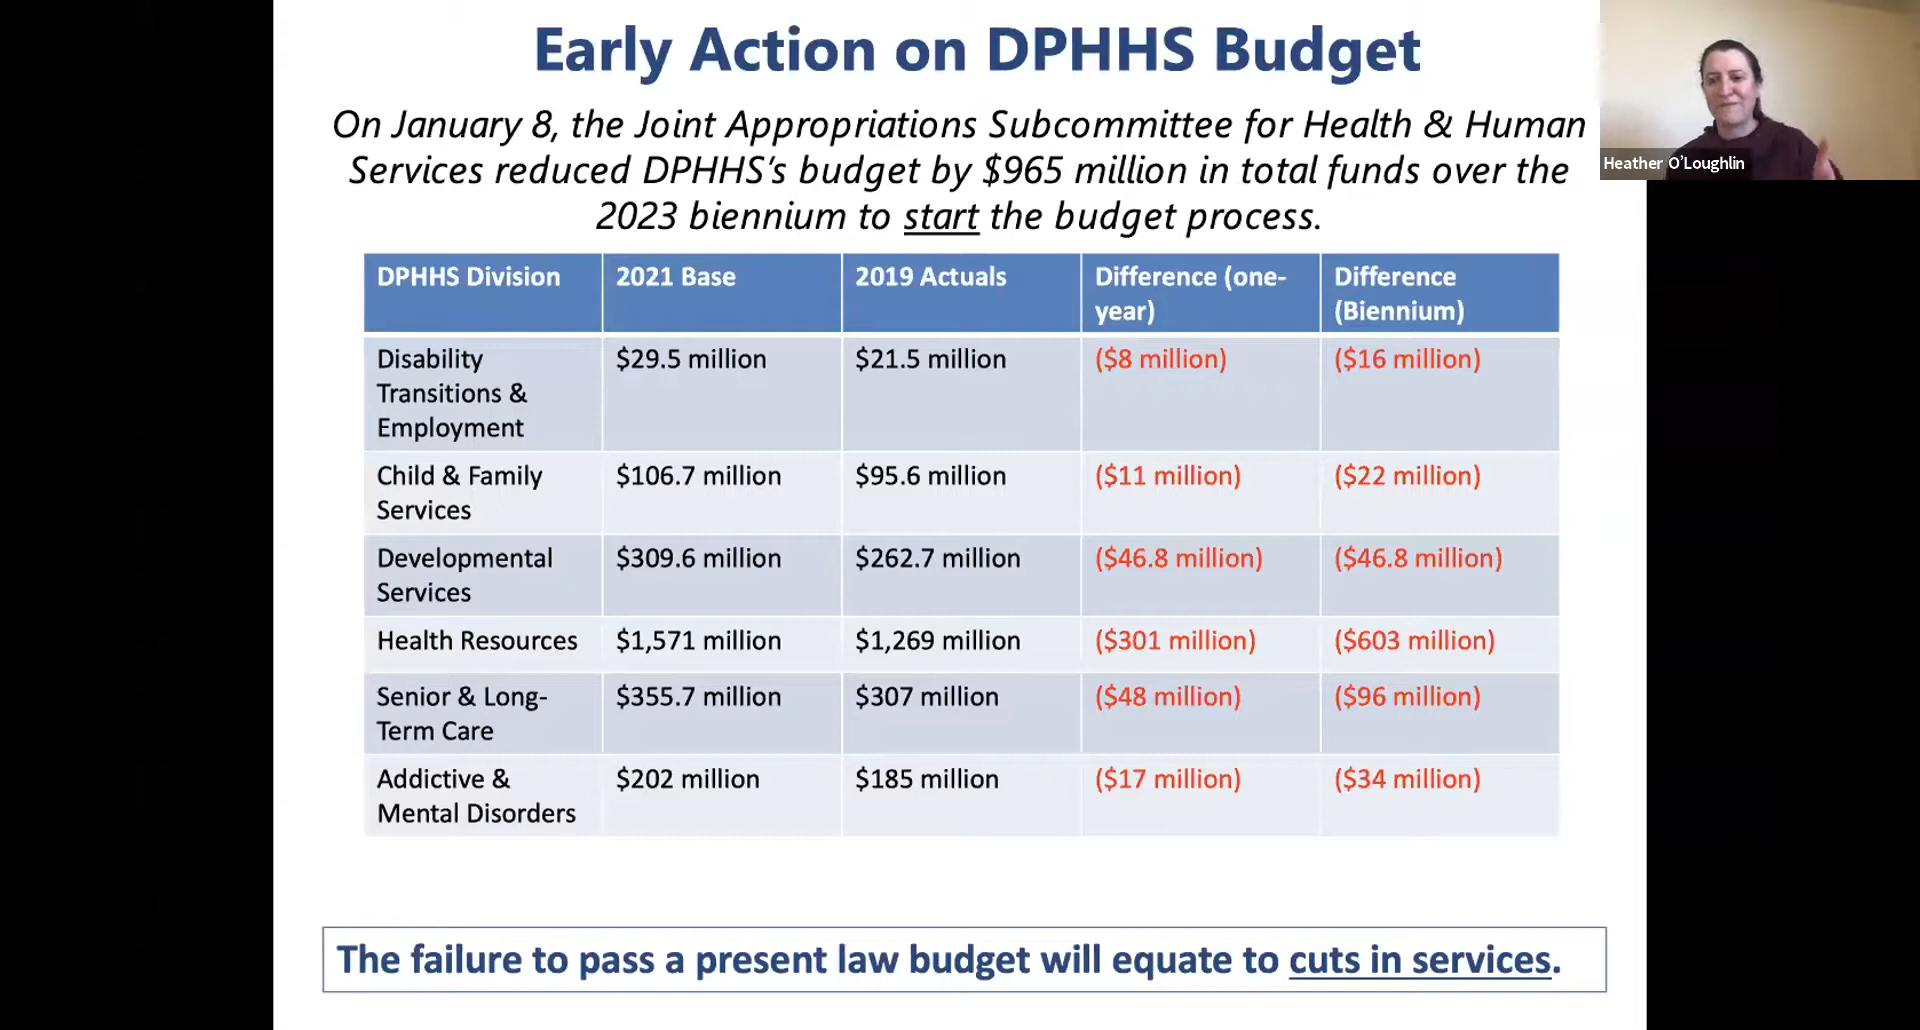 Early Action on DPHHS Budget
On January 8, the Joint Appropriations Subcommittee for Health & Human
Services reduced DPHHS's budget by $965 million in total funds over the
2023 biennium to start the budget process.
Heather O'Loughlin
DPHHS Division 2021 Base 2019 Actuals Difference (one- Difference
year) (Biennium)
Disability $29.5 million $21.5 million ($8 million) ($16 million)
Transitions &
Employment
Child & Family $106.7 million $95.6 million ($11 million) ($22 million)
Services
Developmental $309.6 million $262.7 million ($46.8 million) ($46.8 million)
Services
Health Resources $1,571 million $1,269 million ($301 million) ($603 million)
Senior & Long- $355.7 million $307 million ($48 million) ($96 million)
Term Care
Addictive & $202 million $185 million ($17 million) ($34 million)
Mental Disorders
The failure to pass a present law budget will equate to cuts in services.